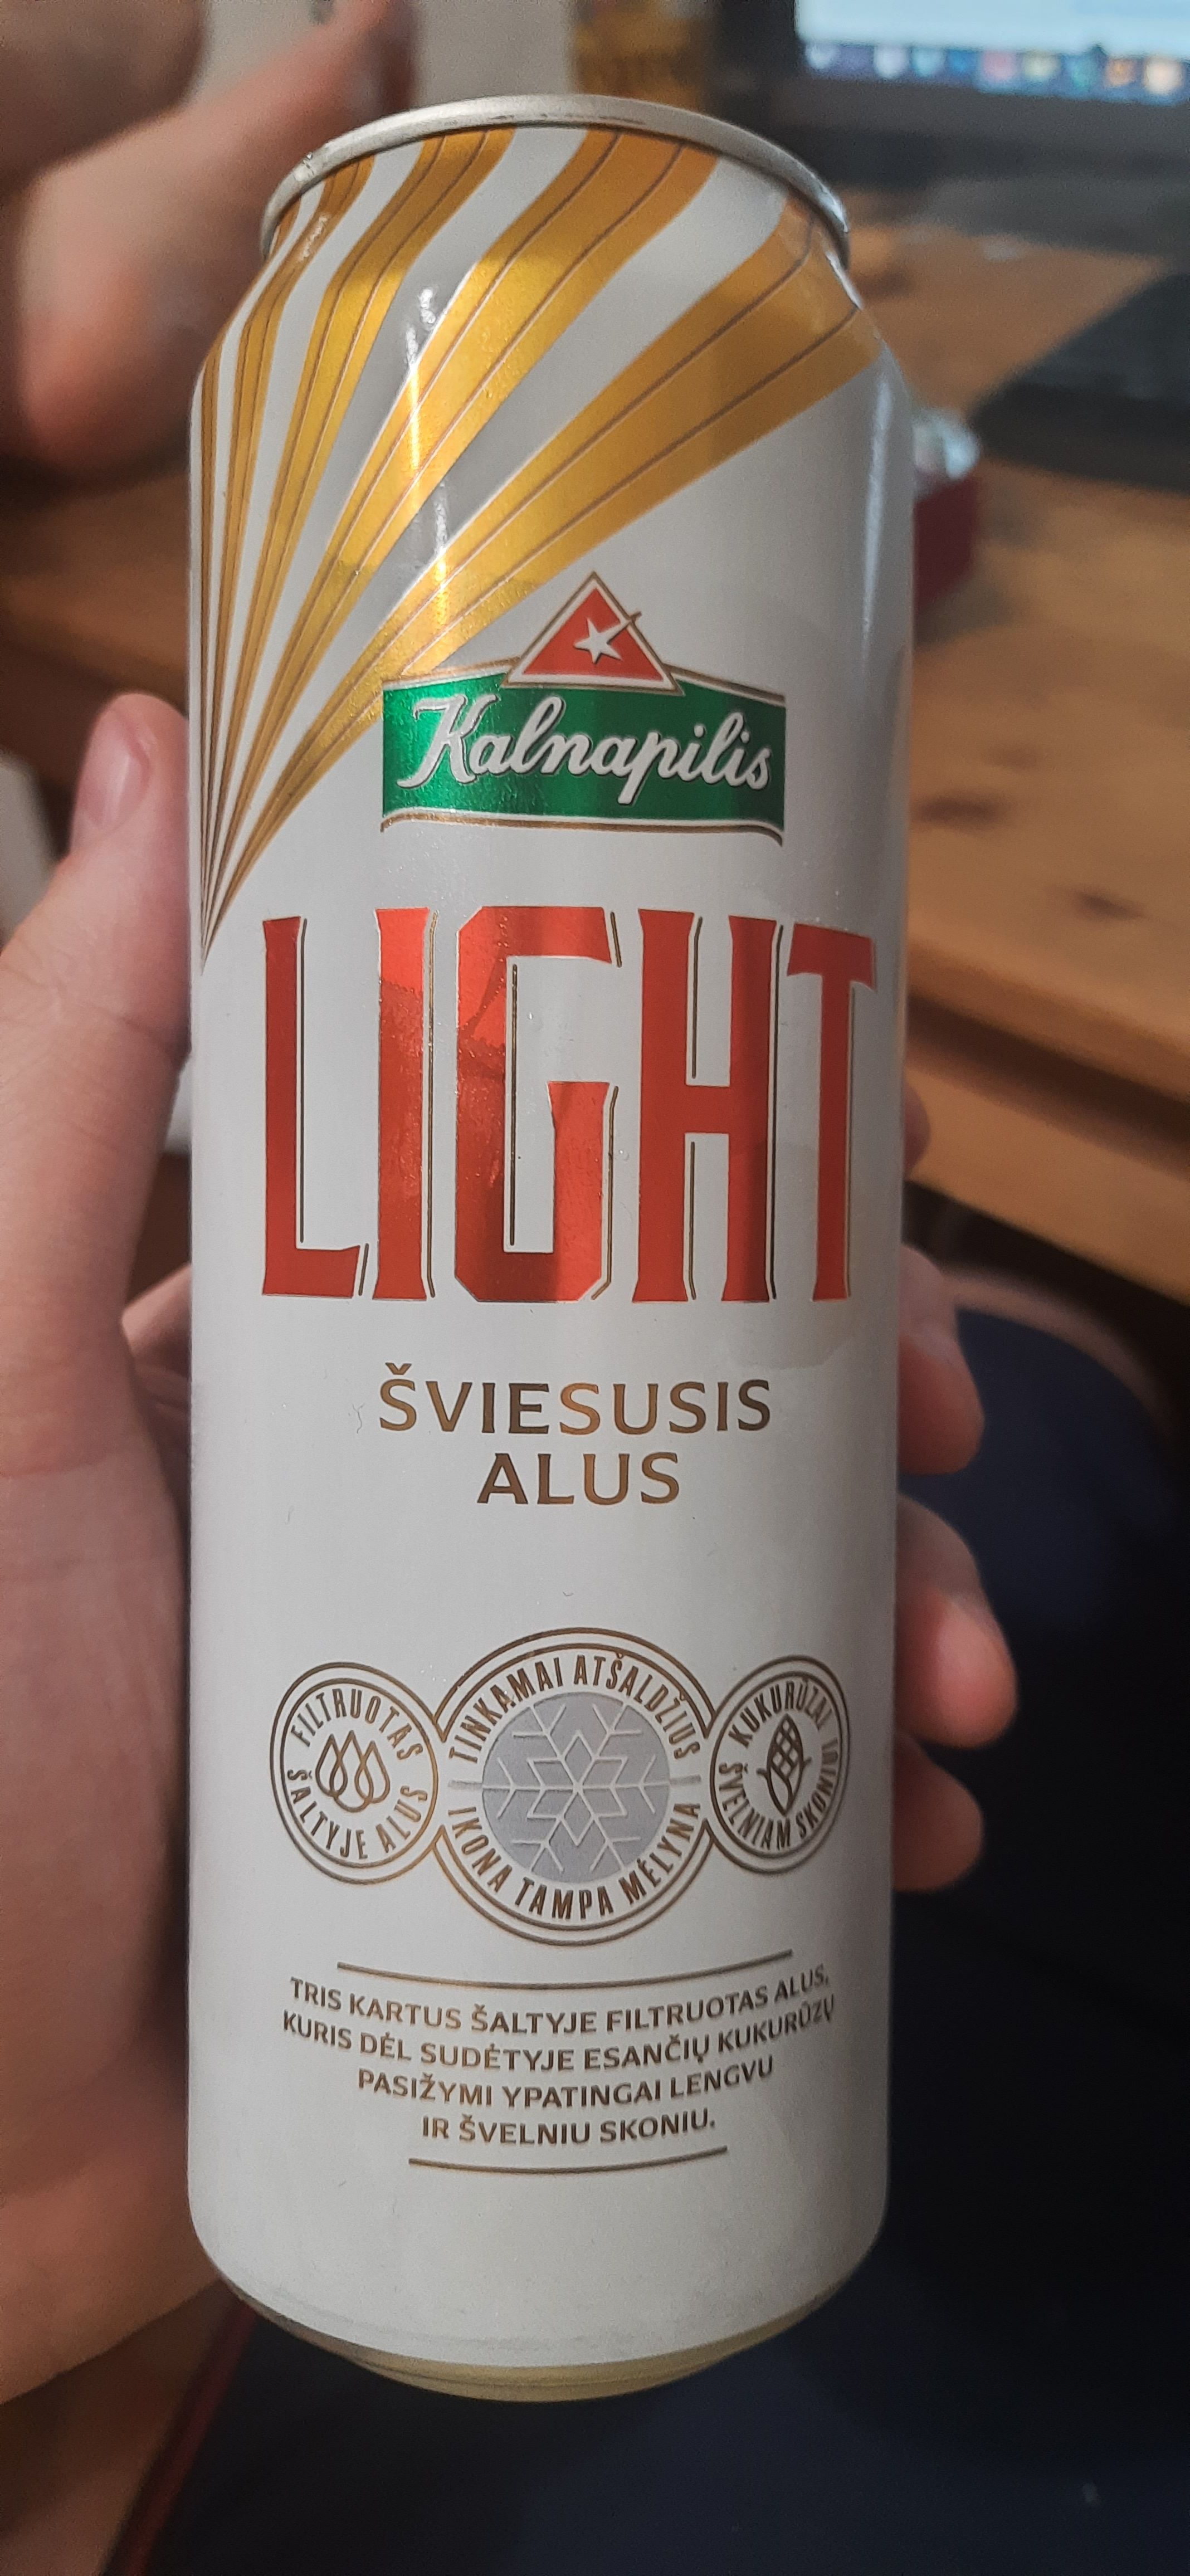 Kalnapilis
LIGHT
ŠVIESUSIS
ALUS
FILTRUOTAS
ŠALTYJE ALUS
TINKAMAI ATŠALDŽIUS
IKONA TAMPA MĖLYNA
KUKURŪZAI
ŠVELNIAM SKONIUI
TRIS KARTUS ŠALTYJE FILTRUOTAS ALUS,
KURIS DĖL SUDĖTYJE ESANČIŲ KUKURŪZŲ
PASIŽYMI YPATINGAI LENGVU
IR ŠVELNIU SKONIU.